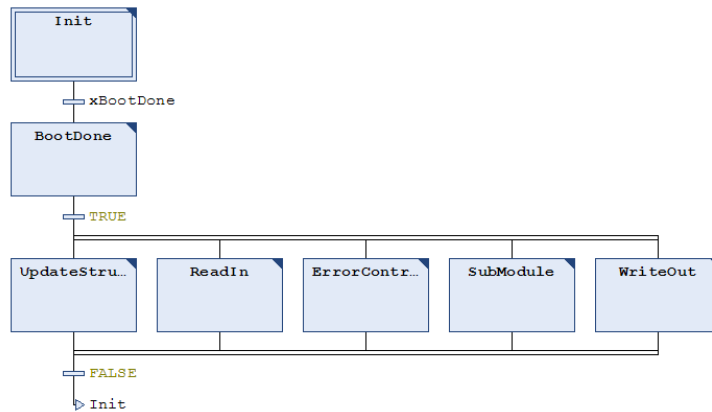 Init
xBootDone
BootDone
TRUE
UpdateStru...
ReadIn
ErrorContr...
SubModule
WriteOut
FALSE
Init